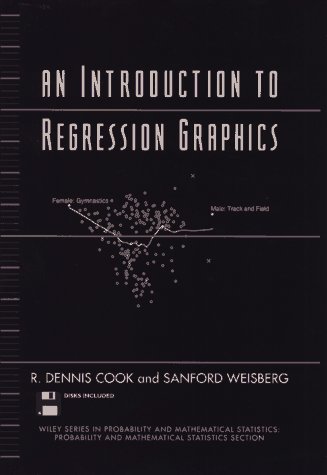 AN INTRODUCTION TO
REGRESSION GRAPHICS
Female: Gymnastics
Male: Track and Field
R. DENNIS COOK and SANFORD WEISBERG
DISKS INCLUDED
WILEY SERIES IN PROBABILITY AND MATHEMATICAL STATISTICS:
PROBABILITY AND MATHEMATICAL STATISTICS SECTION